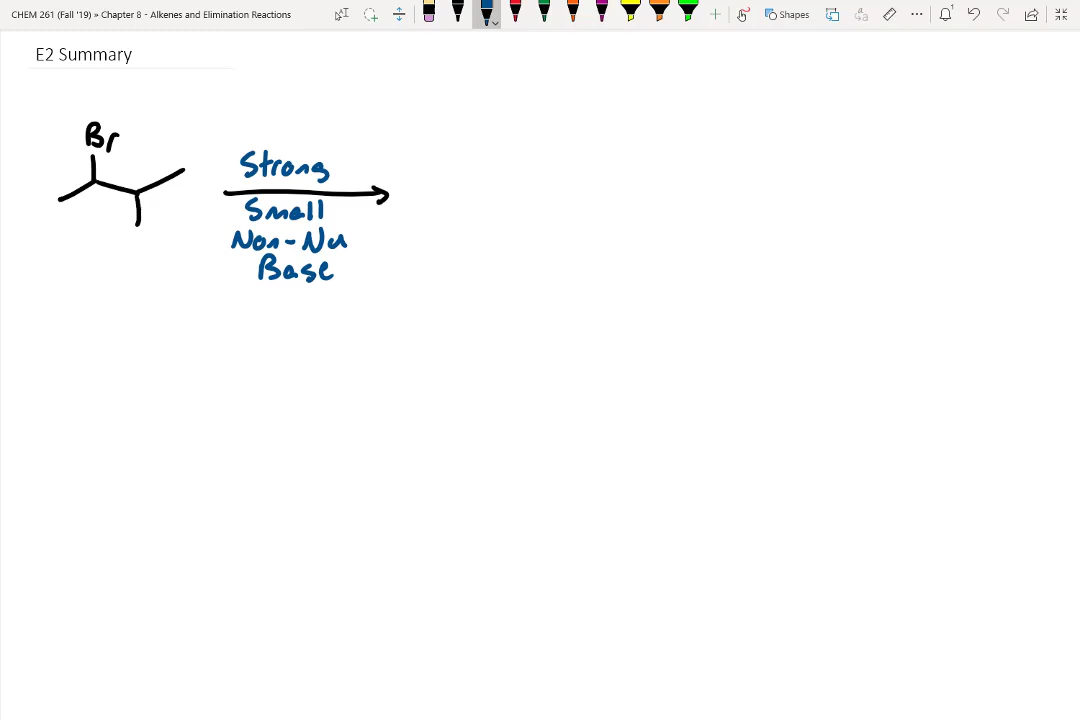 CHEM 261 (Fall '19) » Chapter 8 - Alkenes and Elimination Reactions
Shapes
E2 Summary
Br
Strong
Small
Non-Nu
Base